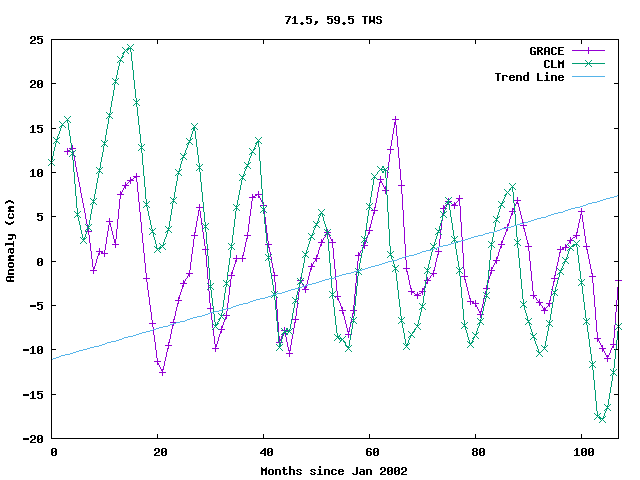 71.5, 59.5 TWS
GRACE
CLM
Trend Line
25
20
15
10
5
0
-5
-10
-15
-20
Anomaly (cm)
0 20 40 60 80 100
Months since Jan 2002